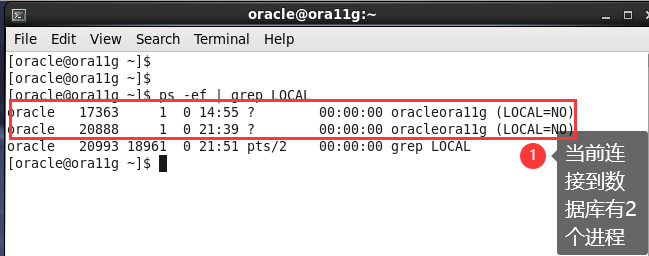 oracle@ora11g:~
File Edit View Search Terminal Help
[oracle@ora11g ~]$
[oracle@ora11g ~]$
[oracle@ora11g ~]$ ps -ef | grep LOCAL
oracle   17363     1  0 14:55 ?        00:00:00 oracleora11g (LOCAL=NO)
oracle   20888     1  0 21:39 ?        00:00:00 oracleora11g (LOCAL=NO)
oracle   20993 18961  0 21:51 pts/2    00:00:00 grep LOCAL
[oracle@ora11g ~]$
1
当前连
接到数
据库有2
个进程